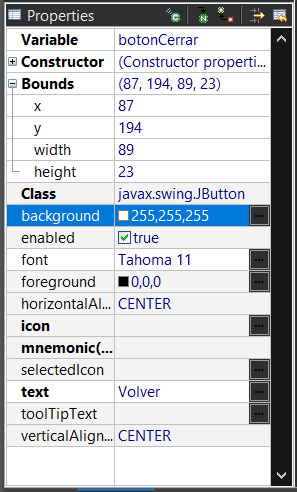 Properties
Variable botonCerrar
Constructor (Constructor properti...
Bounds (87, 194, 89, 23)
x 87
y 194
width 89
height 23
Class javax.swing.JButton
background 255,255,255
enabled true
font Tahoma 11
foreground 0,0,0
horizontalAl... CENTER
icon
mnemonic(...
selectedIcon
text Volver
toolTipText
verticalAlign... CENTER